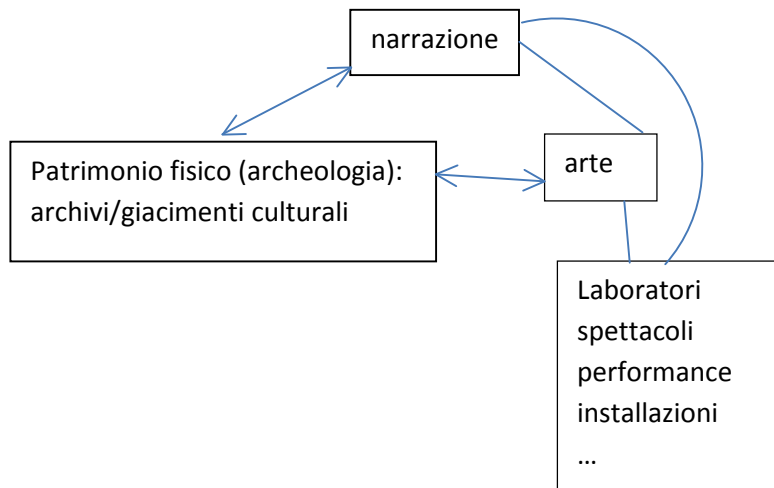 narrazione
Patrimonio fisico (archeologia):
archivi/giacimenti culturali
arte
Laboratori
spettacoli
performance
installazioni
…